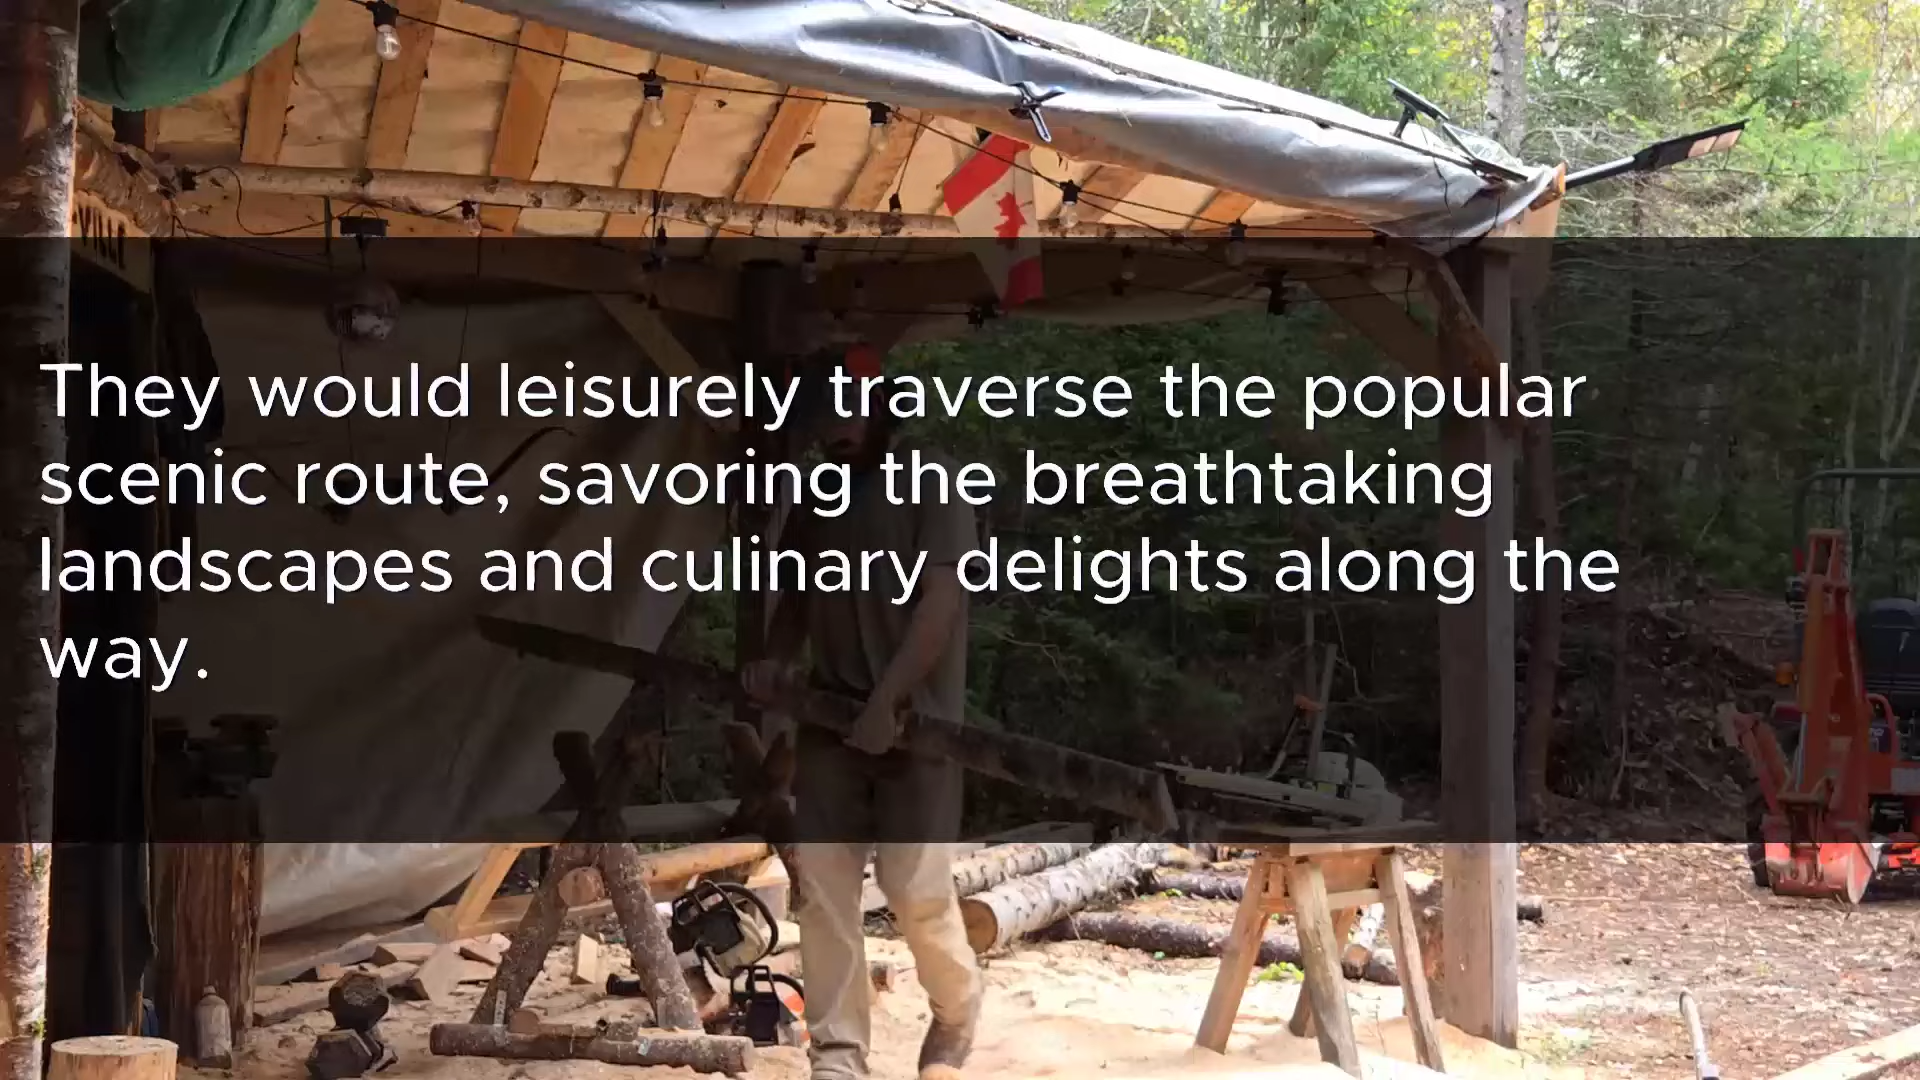 They would leisurely traverse the popular
scenic route, savoring the breathtaking
landscapes and culinary delights along the
way.